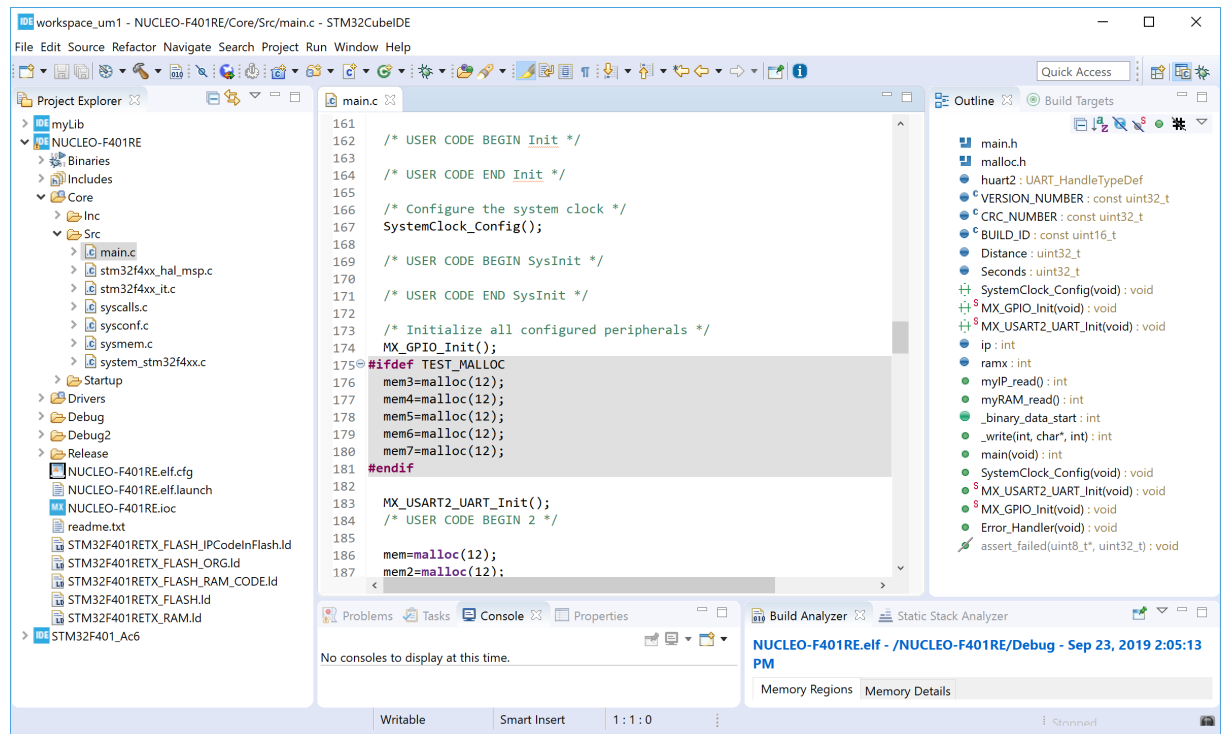 IDE workspace_um1 - NUCLEO-F401RE/Core/Src/main.c - STM32CubeIDE
File Edit Source Refactor Navigate Search Project Run Window Help
Quick Access
Project Explorer
myLib
NUCLEO-F401RE
Binaries
Includes
Core
Inc
Src
main.c
stm32f4xx_hal_msp.c
stm32f4xx_it.c
syscalls.c
sysconf.c
sysmem.c
system_stm32f4xx.c
Startup
Drivers
Debug
Debug2
Release
NUCLEO-F401RE.elf.cfg
NUCLEO-F401RE.elf.launch
MX NUCLEO-F401RE.ioc
readme.txt
STM32F401RETX_FLASH_IPCodeInFlash.ld
STM32F401RETX_FLASH_ORG.ld
STM32F401RETX_FLASH_RAM_CODE.ld
STM32F401RETX_FLASH.ld
STM32F401RETX_RAM.ld
IDE STM32F401_Ac6
main.c
161
162 /* USER CODE BEGIN Init */
163
164 /* USER CODE END Init */
165
166 /* Configure the system clock */
167 SystemClock_Config();
168
169 /* USER CODE BEGIN SysInit */
170
171 /* USER CODE END SysInit */
172
173 /* Initialize all configured peripherals */
174 MX_GPIO_Init();
175 #ifdef TEST_MALLOC
176 mem3=malloc(12);
177 mem4=malloc(12);
178 mem5=malloc(12);
179 mem6=malloc(12);
180 mem7=malloc(12);
181 #endif
182
183 MX_USART2_UART_Init();
184 /* USER CODE BEGIN 2 */
185
186 mem=malloc(12);
187 mem2=malloc(12);
Outline Build Targets
main.h
malloc.h
huart2 : UART_HandleTypeDef
VERSION_NUMBER : const uint32_t
CRC_NUMBER : const uint32_t
BUILD_ID : const uint16_t
Distance : uint32_t
Seconds : uint32_t
SystemClock_Config(void) : void
MX_GPIO_Init(void) : void
MX_USART2_UART_Init(void) : void
ip : int
ramx : int
myIP_read() : int
myRAM_read() : int
_binary_data_start : int
_write(int, char*, int) : int
main(void) : int
SystemClock_Config(void) : void
MX_USART2_UART_Init(void) : void
MX_GPIO_Init(void) : void
Error_Handler(void) : void
assert_failed(uint8_t*, uint32_t) : void
Problems Tasks Console Properties
No consoles to display at this time.
Build Analyzer Static Stack Analyzer
NUCLEO-F401RE.elf - /NUCLEO-F401RE/Debug - Sep 23, 2019 2:05:13
PM
Memory Regions Memory Details
Writable Smart Insert 1 : 1 : 0 Stopped